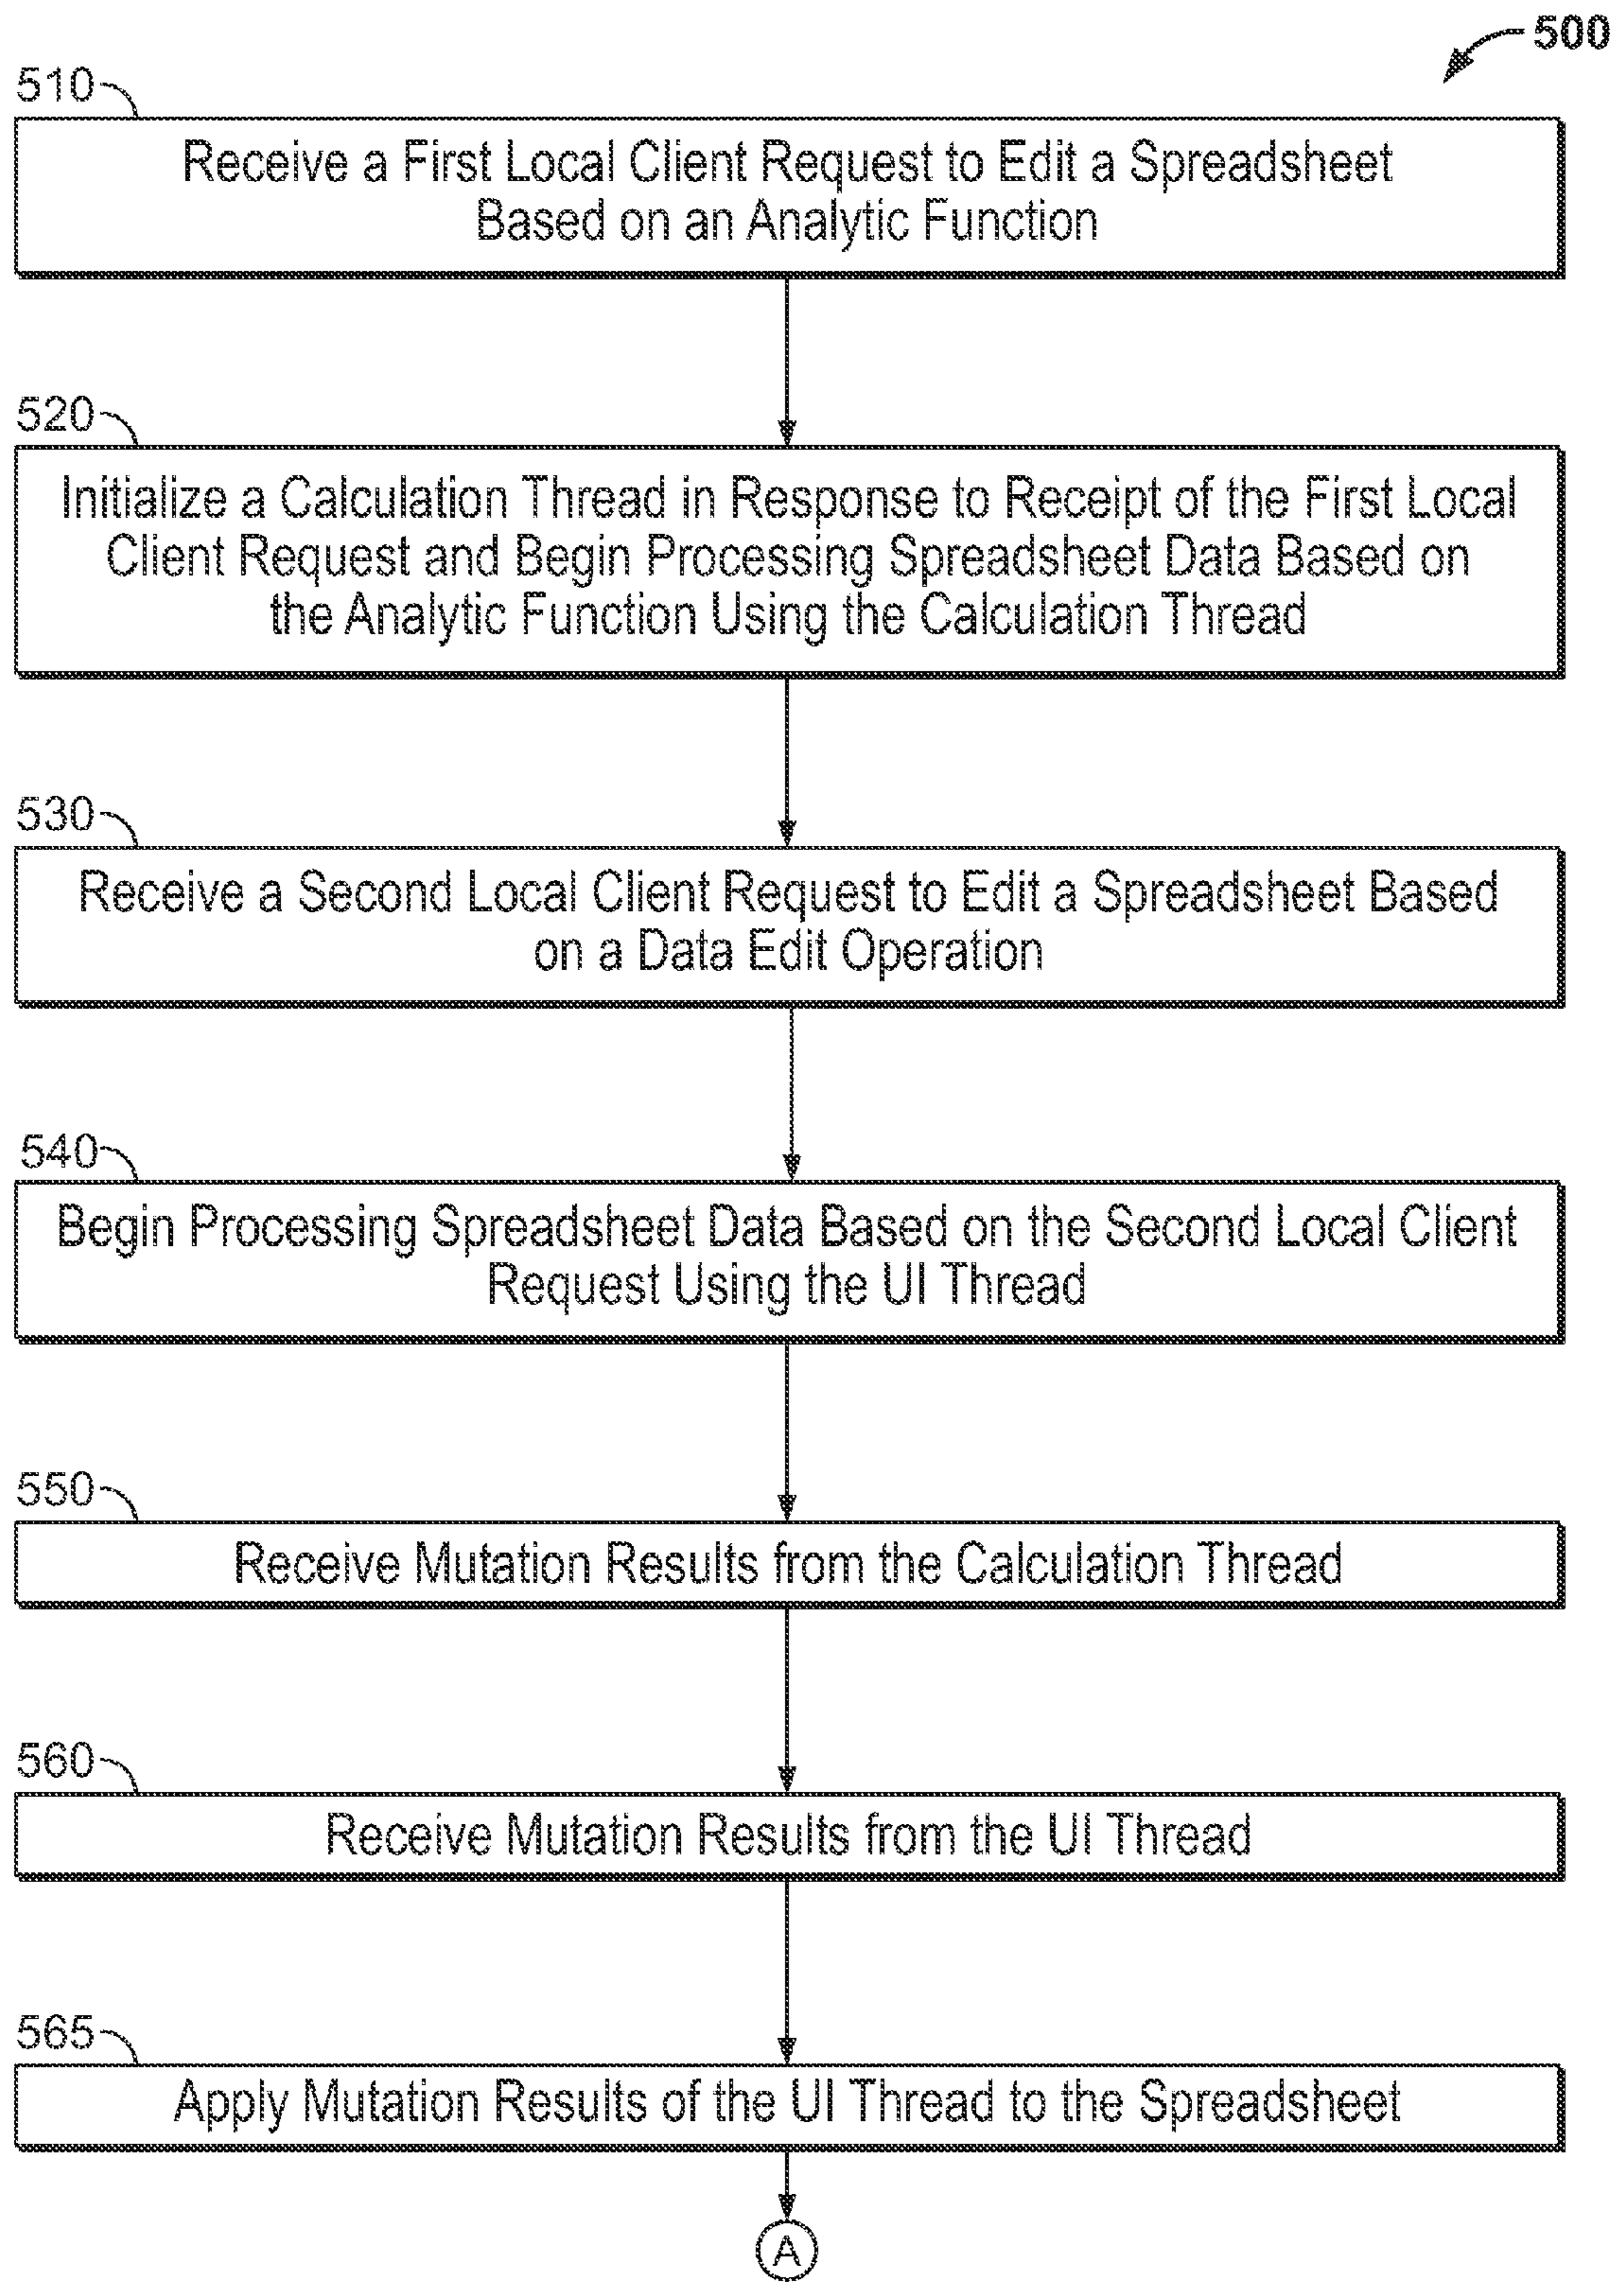 500
510
Receive a First Local Client Request to Edit a Spreadsheet
Based on an Analytic Function
520
Initialize a Calculation Thread in Response to Receipt of the First Local
Client Request and Begin Processing Spreadsheet Data Based on
the Analytic Function Using the Calculation Thread
530
Receive a Second Local Client Request to Edit a Spreadsheet Based
on a Data Edit Operation
540
Begin Processing Spreadsheet Data Based on the Second Local Client
Request Using the UI Thread
550
Receive Mutation Results from the Calculation Thread
560
Receive Mutation Results from the UI Thread
565
Apply Mutation Results of the UI Thread to the Spreadsheet
A